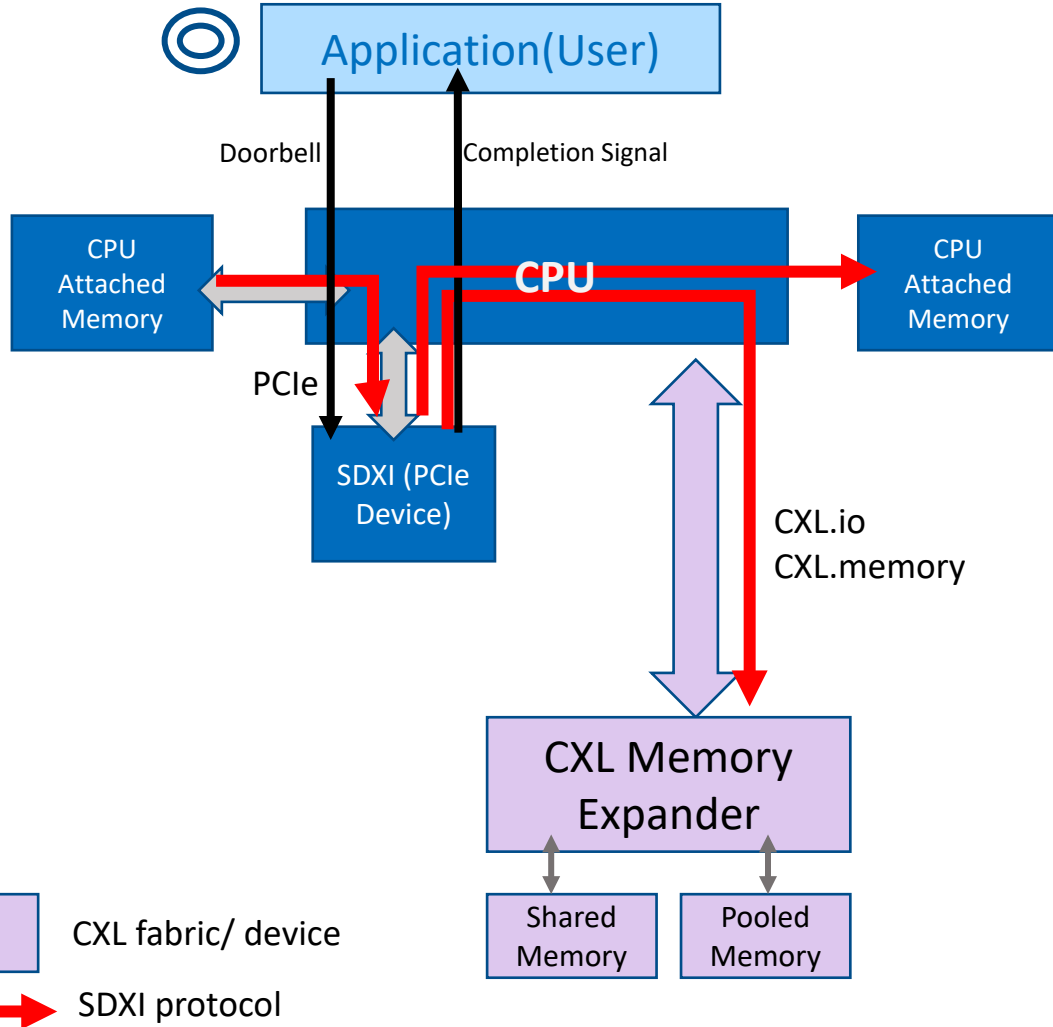 Application(User)
Doorbell
Completion Signal
CPU
Attached
Memory
CPU
CPU
Attached
Memory
PCIe
SDXI (PCIe
Device)
CXL.io
CXL.memory
CXL Memory
Expander
Shared
Memory
Pooled
Memory
CXL fabric/ device
SDXI protocol